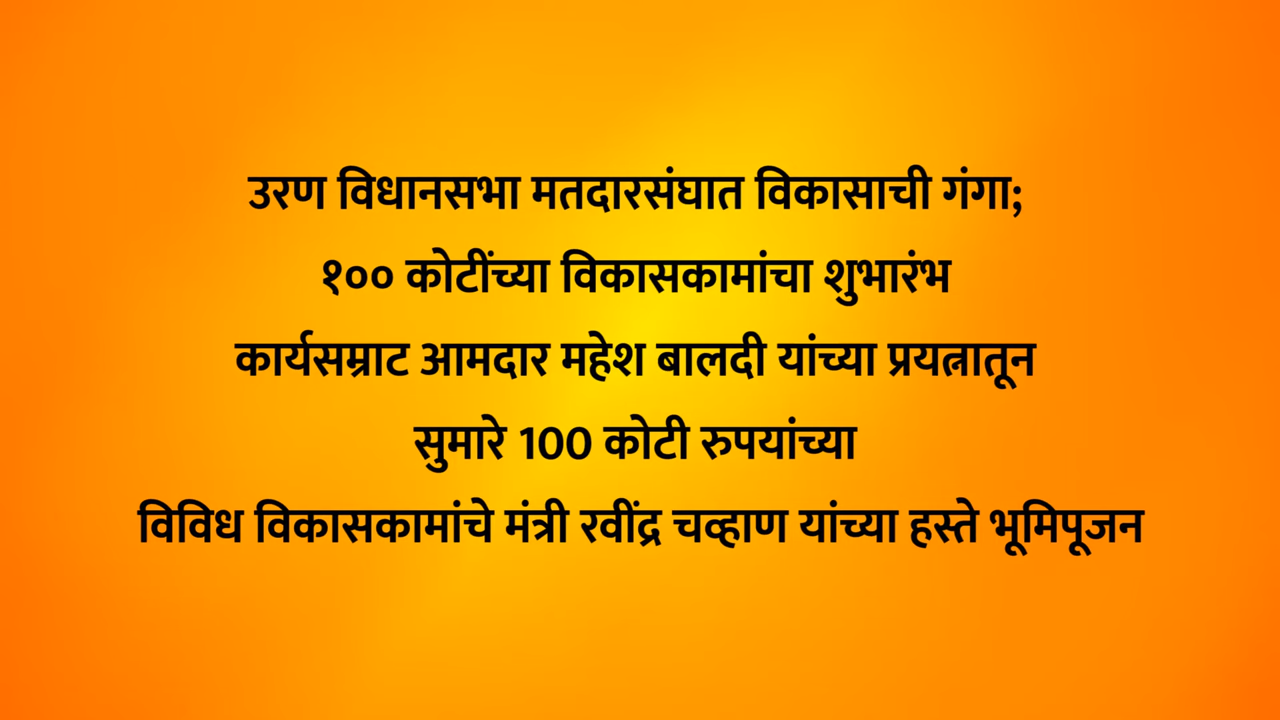 उरण विधानसभा मतदारसंघात विकासाची गंगा;
१०० कोटींच्या विकासकामांचा शुभारंभ
कार्यसम्राट आमदार महेश बालदी यांच्या प्रयत्नातून
सुमारे 100 कोटी रुपयांच्या
विविध विकासकामांचे मंत्री रवींद्र चव्हाण यांच्या हस्ते भूमिपूजन